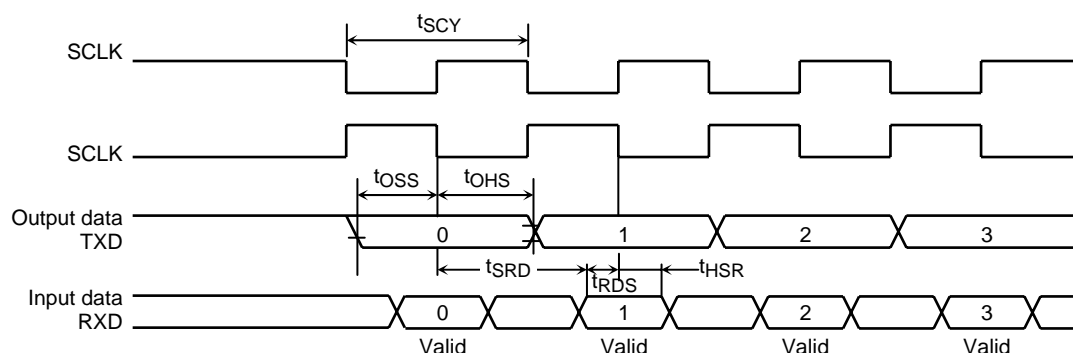 tSCY
SCLK
SCLK
tOSS tOHS
Output data
TXD
0 1 2 3
tSRD tRDS tHSR
Input data
RXD
0 1 2 3
Valid Valid Valid Valid